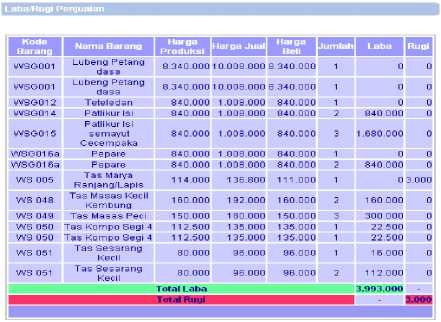 Laba/Rugi Penjualan
Kode Barang Nama Barang Harga Produksi Harga Jual Harga Beli Jumlah Laba Rugi
WSG001 Lubeng Petang dasa 8.340.000 10.008.000 8.340.000 1 0 0
WSG001 Lubeng Petang dasa 8.340.000 10.008.000 8.340.000 1 0 0
WSG012 Teteledan 840.000 1.008.000 840.000 1 0 0
WSG014 Patlikur Isi 840.000 1.008.000 840.000 2 840.000 0
WSG015 Patlikur Isi semayut Cecempaka 840.000 1.008.000 840.000 3 1.680.000 0
WSG016a Pepare 840.000 1.008.000 840.000 1 0 0
WSG016a Pepare 840.000 1.008.000 840.000 2 840.000 0
WS 005 Tas Marya Ranjang/Lapis 114.000 136.800 111.000 1 0 3.000
WS 048 Tas Masas Kecil Kembung 160.000 192.000 160.000 2 160.000 0
WS 049 Tas Masas Peci 150.000 180.000 150.000 3 300.000 0
WS 050 Tas Kompo Segi 4 112.500 135.000 135.000 1 22.500 0
WS 050 Tas Kompo Segi 4 112.500 135.000 135.000 1 22.500 0
WS 051 Tas Sesarang Kecil 80.000 96.000 96.000 1 16.000 0
WS 051 Tas Sesarang Kecil 80.000 96.000 96.000 2 112.000 0
Total Laba 3.993.000 -
Total Rugi - 3.000